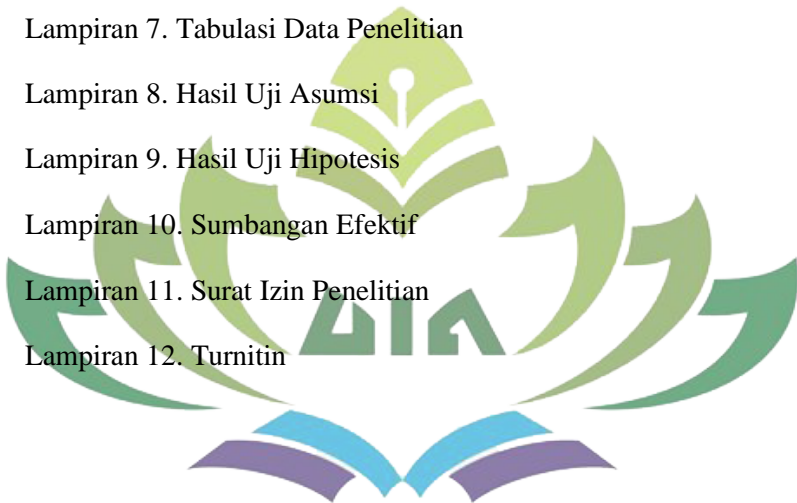 Lampiran 7. Tabulasi Data Penelitian
Lampiran 8. Hasil Uji Asumsi
Lampiran 9. Hasil Uji Hipotesis
Lampiran 10. Sumbangan Efektif
Lampiran 11. Surat Izin Penelitian
Lampiran 12. Turnitin